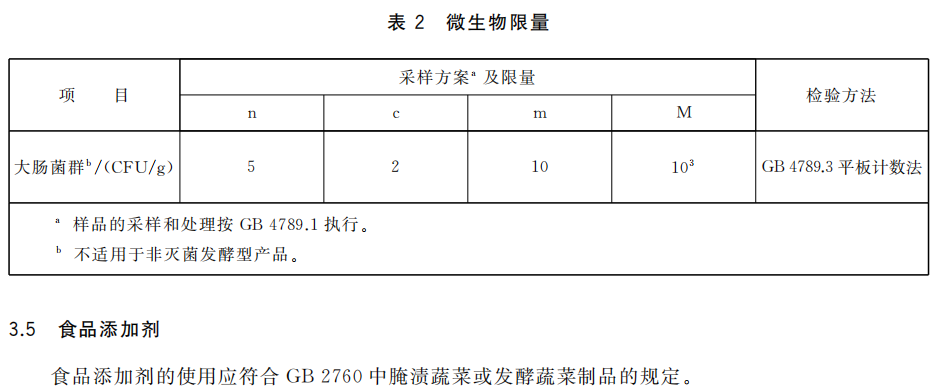 表 2 微生物限量
项 目 采样方案ᵃ 及限量 检验方法
n c m M
大肠菌群ᵇ/(CFU/g) 5 2 10 10³ GB 4789.3 平板计数法
ᵃ 样品的采样和处理按 GB 4789.1 执行。
ᵇ 不适用于非灭菌发酵型产品。
3.5 食品添加剂
食品添加剂的使用应符合 GB 2760 中腌渍蔬菜或发酵蔬菜制品的规定。